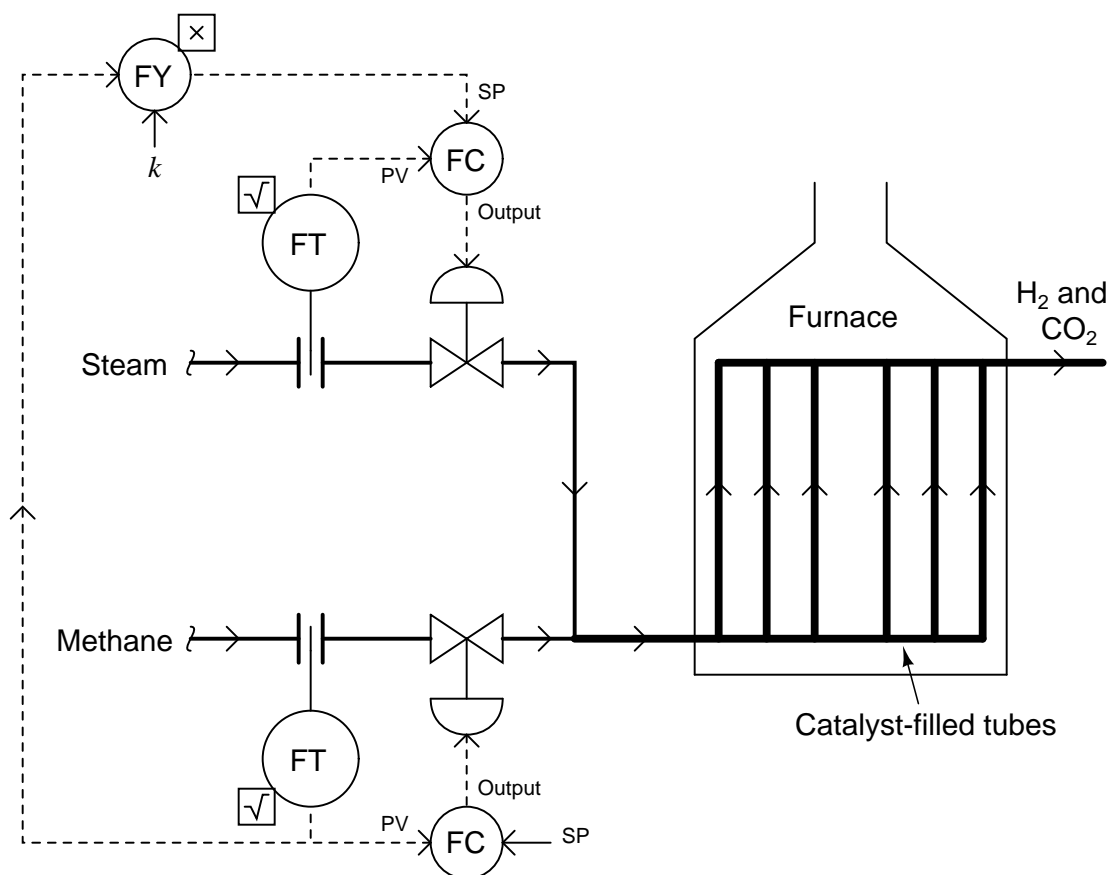 ×
FY
SP
k
FC
PV
√
Output
FT
Steam
Furnace
H₂ and
CO₂
Methane
Catalyst-filled tubes
FT
√
Output
PV
FC
SP